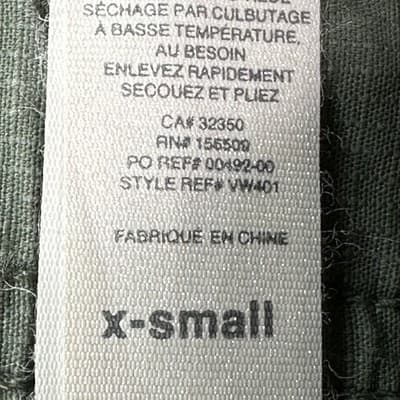 SÉCHAGE PAR CULBUTAGE
À BASSE TEMPÉRATURE,
AU BESOIN
ENLEVEZ RAPIDEMENT
SECOUEZ ET PLIEZ
CA# 32350
RN# 156509
PO REF# 00492-00
STYLE REF# VW401
FABRIQUÉ EN CHINE
x-small